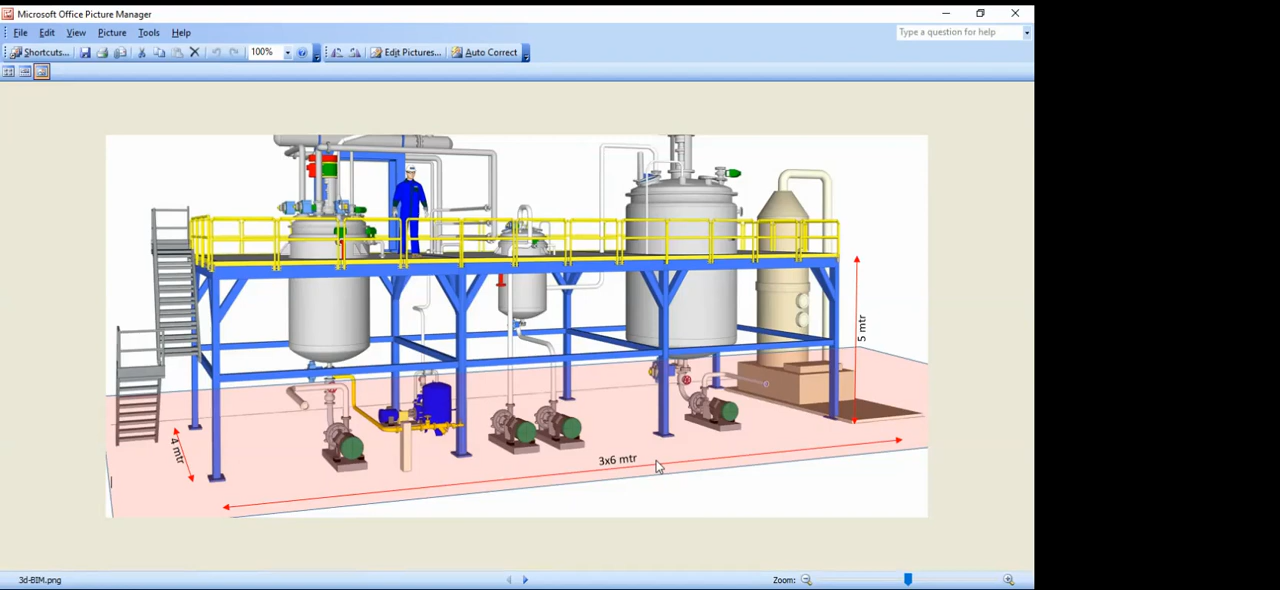 Microsoft Office Picture Manager
File Edit View Picture Tools Help
Type a question for help
Shortcuts... 100% Edit Pictures... Auto Correct
5 mtr
4 mtr
3x6 mtr
3d-BIM.png
Zoom: